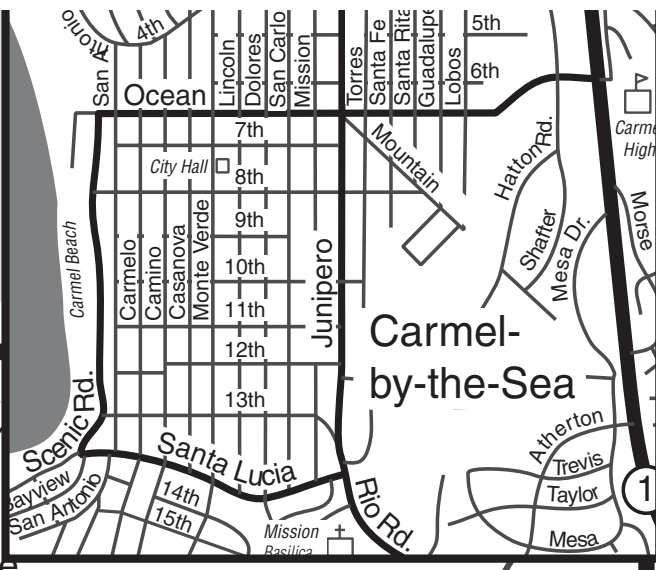 San Antonio
4th
Lincoln
Dolores
San Carlo
Mission
Torres
Santa Fe
Santa Rita
Guadalupe
Lobos
5th
6th
Ocean
7th
Mountain
City Hall
8th
Hatton Rd.
Carme
High
Carmel Beach
Carmelo
Camino
Casanova
Monte Verde
9th
10th
11th
12th
13th
Junipero
Shafter
Mesa Dr.
Morse
Carmel-
by-the-Sea
Scenic Rd.
Santa Lucia
Atherton
Trevis
Taylor
Mesa
1
Bayview
San Antonio
14th
15th
Rio Rd.
Mission
Basilica